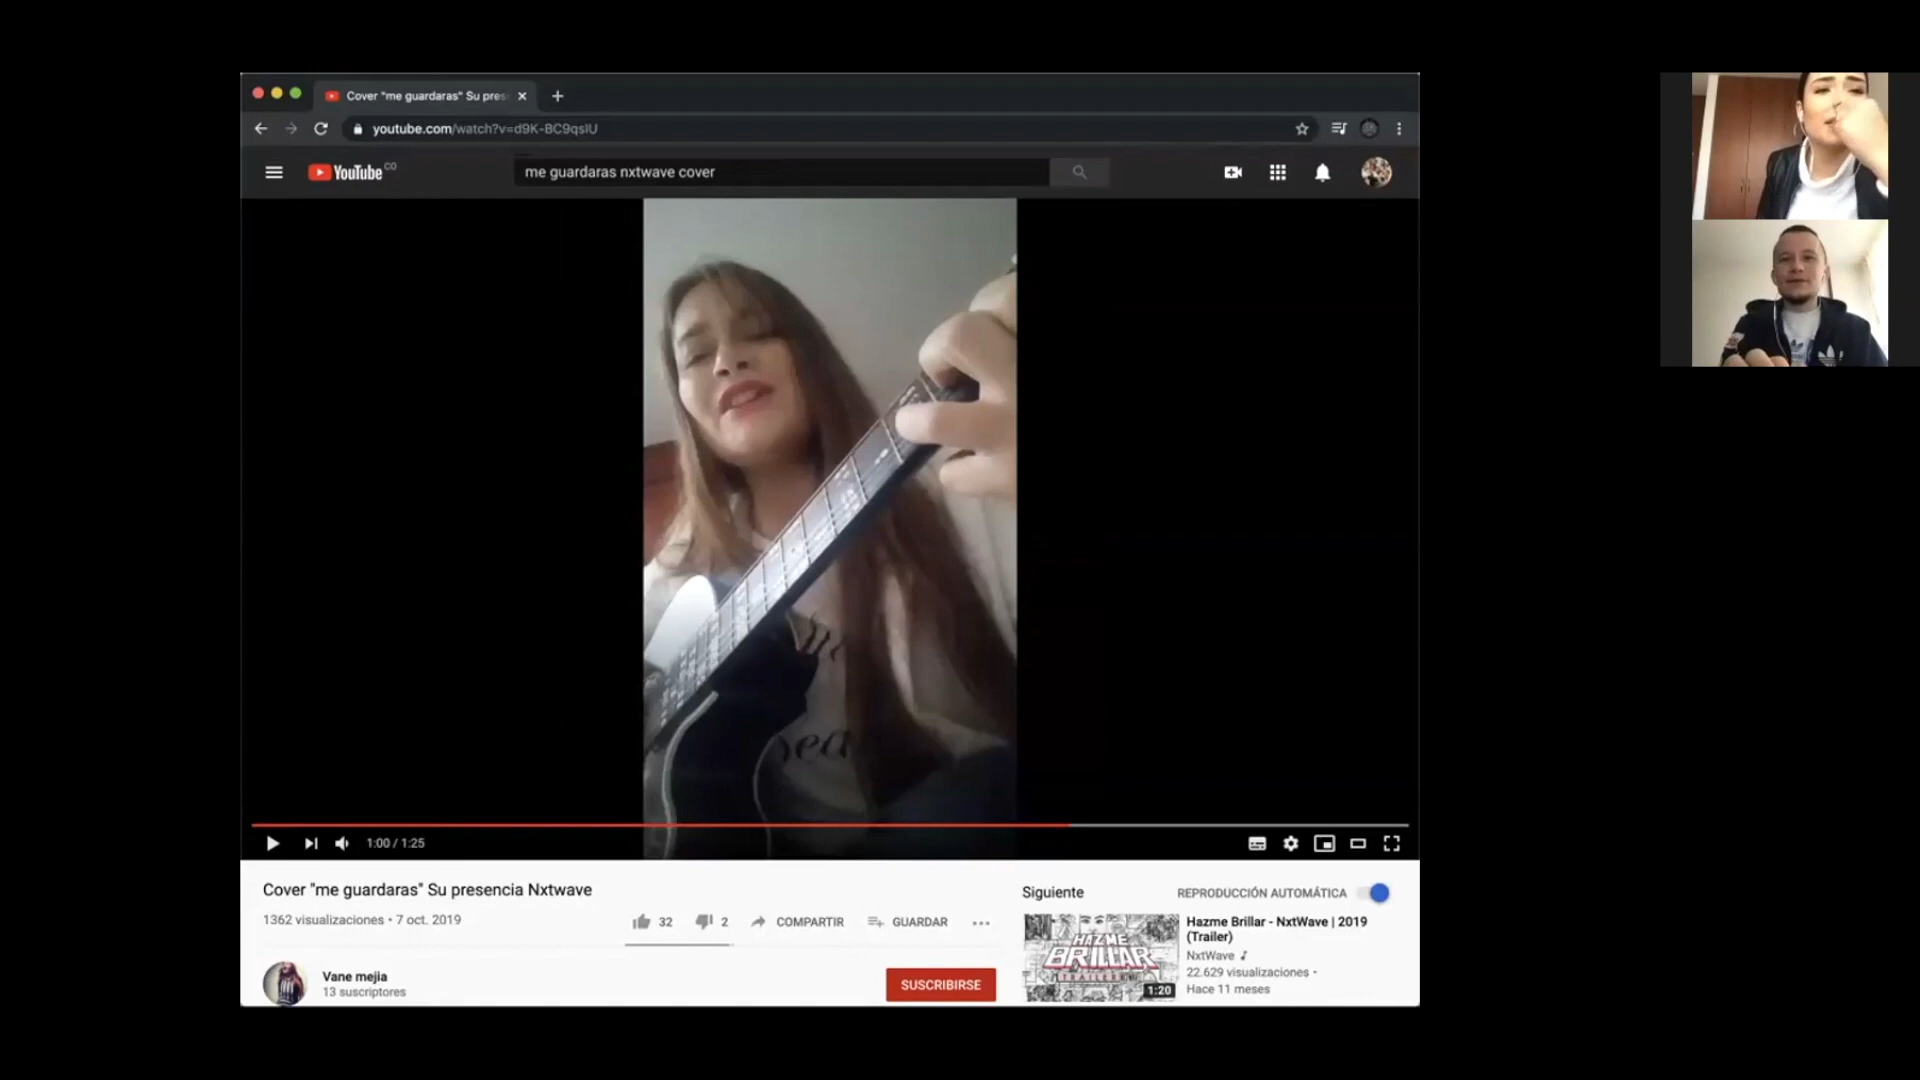 Cover "me guardaras" Su pres
youtube.com/watch?v=d9K-BC9qsIU
YouTube CO
me guardaras nxtwave cover
sea
1:00 / 1:25
Cover "me guardaras" Su presencia Nxtwave
1362 visualizaciones • 7 oct. 2019
32
2
COMPARTIR
GUARDAR
Vane mejia
13 suscriptores
SUSCRIBIRSE
Siguiente
REPRODUCCIÓN AUTOMÁTICA
HAZME
BRILLAR
TRAILER
1:20
Hazme Brillar - NxtWave | 2019
(Trailer)
NxtWave
22.629 visualizaciones •
Hace 11 meses